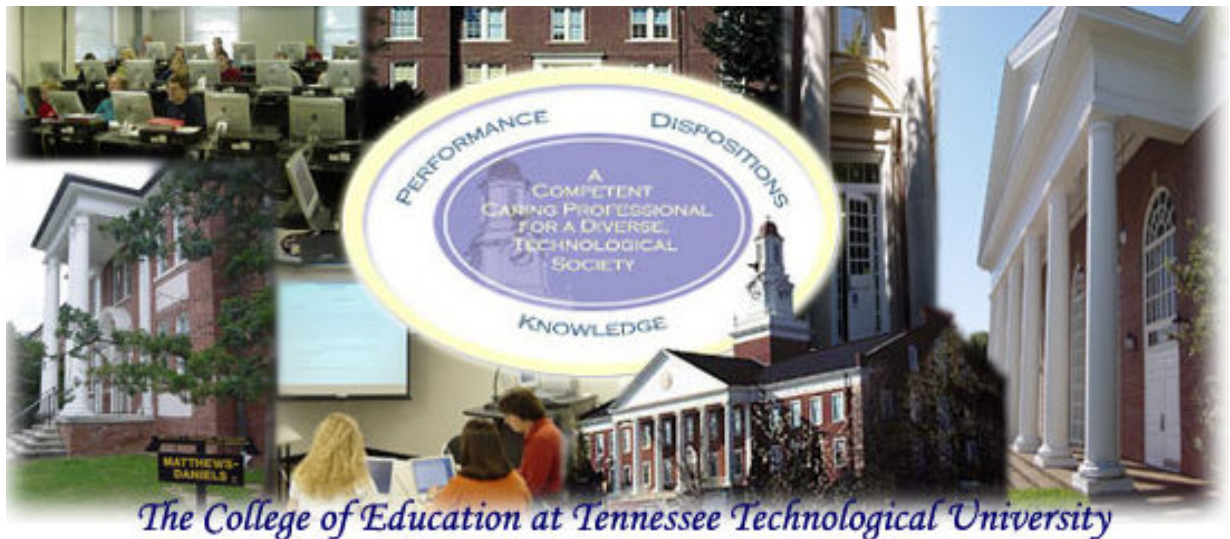 PERFORMANCE
DISPOSITIONS
A
COMPETENT
CARING PROFESSIONAL
FOR A DIVERSE,
TECHNOLOGICAL
SOCIETY
KNOWLEDGE
MATTHEWS-
DANIELS
The College of Education at Tennessee Technological University